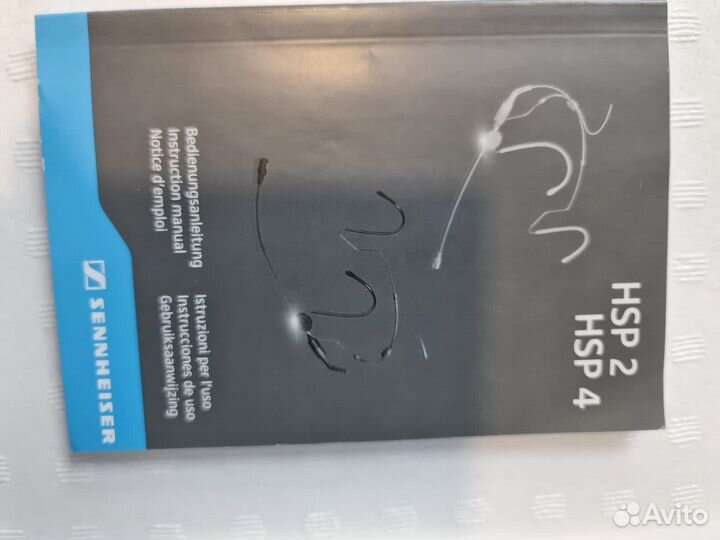 HSP 2
HSP 4
Bedienungsanleitung
Instruction manual
Notice d'emploi
Istruzioni per l'uso
Instrucciones de uso
Gebruiksaanwijzing
SENNHEISER
Avito